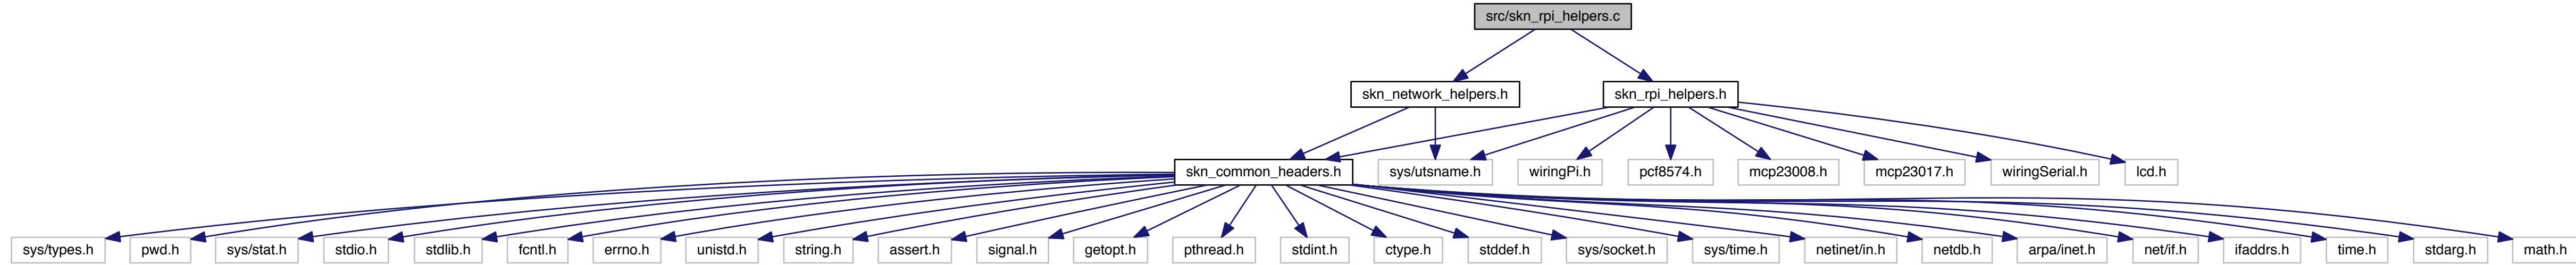 src/skn_rpi_helpers.c
skn_network_helpers.h
skn_rpi_helpers.h
skn_common_headers.h
sys/utsname.h
wiringPi.h
pcf8574.h
mcp23008.h
mcp23017.h
wiringSerial.h
lcd.h
sys/types.h
pwd.h
sys/stat.h
stdio.h
stdlib.h
fcntl.h
errno.h
unistd.h
string.h
assert.h
signal.h
getopt.h
pthread.h
stdint.h
ctype.h
stddef.h
sys/socket.h
sys/time.h
netinet/in.h
netdb.h
arpa/inet.h
net/if.h
ifaddrs.h
time.h
stdarg.h
math.h